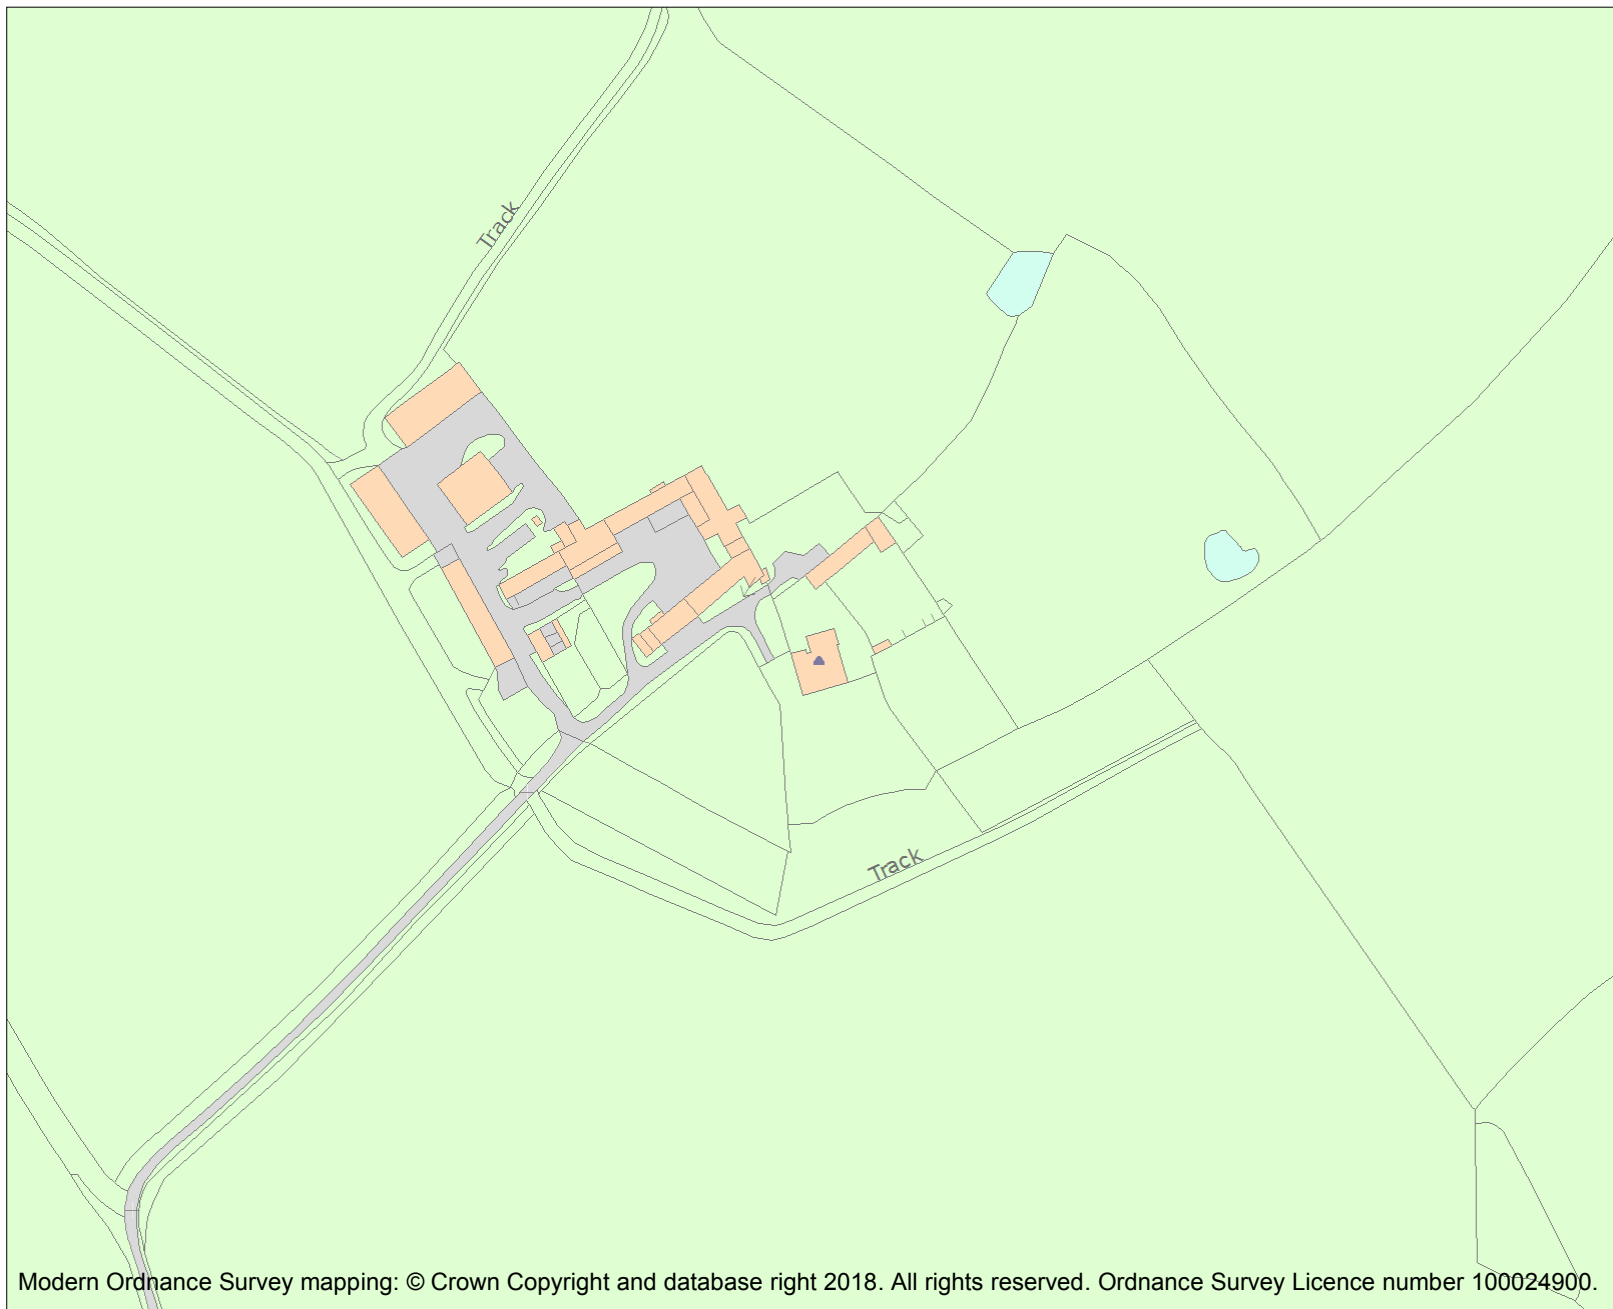 Track
Track
Modern Ordnance Survey mapping: © Crown Copyright and database right 2018. All rights reserved. Ordnance Survey Licence number 100024900.